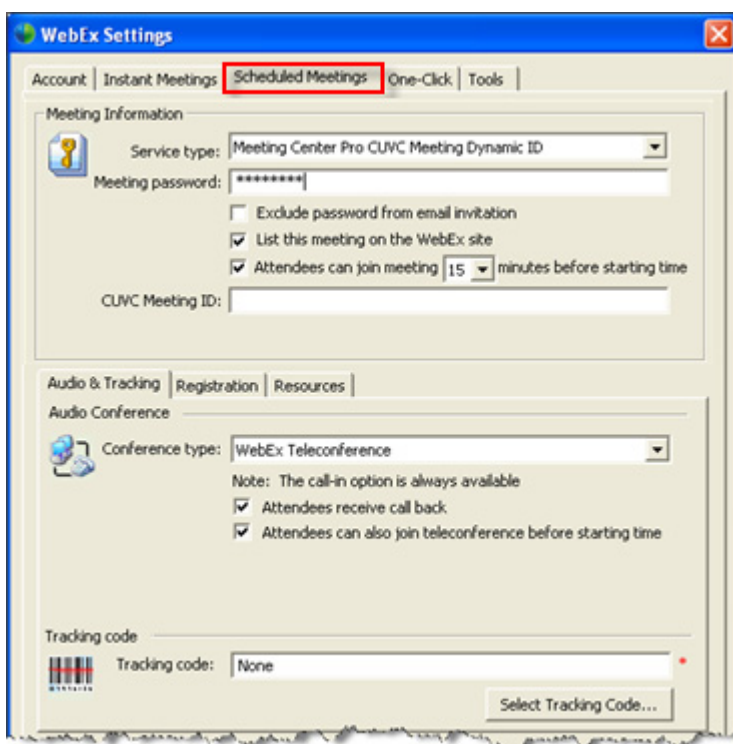 WebEx Settings
Account Instant Meetings Scheduled Meetings One-Click Tools
Meeting Information
Service type: Meeting Center Pro CUVC Meeting Dynamic ID
Meeting password: ********
Exclude password from email invitation
List this meeting on the WebEx site
Attendees can join meeting 15 minutes before starting time
CUVC Meeting ID:
Audio & Tracking Registration Resources
Audio Conference
Conference type: WebEx Teleconference
Note: The call-in option is always available
Attendees receive call back
Attendees can also join teleconference before starting time
Tracking code
Tracking code: None *
Select Tracking Code...